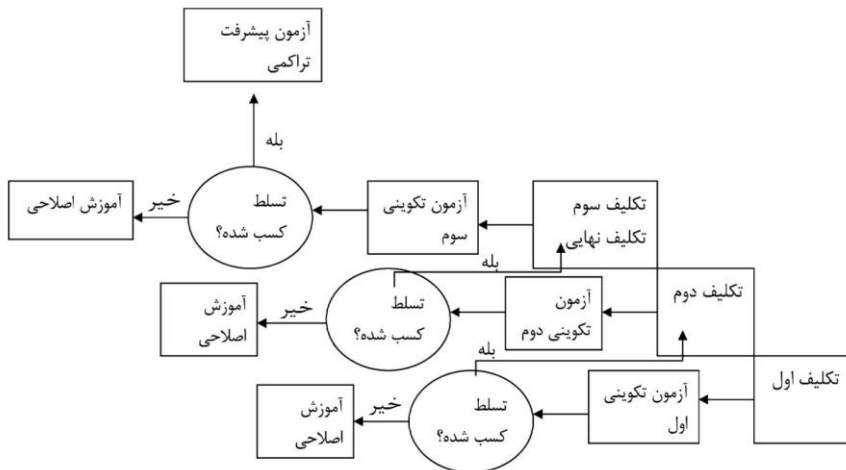 آزمون پیشرفت
تراکمی
بله
تکلیف سوم
تکلیف نهایی
آزمون تکوینی
سوم
تسلط
کسب شده؟
خیر
آموزش اصلاحی
بله
تکلیف دوم
آزمون
تکوینی دوم
تسلط
کسب شده؟
خیر
آموزش
اصلاحی
بله
تکلیف اول
آزمون تکوینی
اول
تسلط
کسب شده؟
خیر
آموزش
اصلاحی